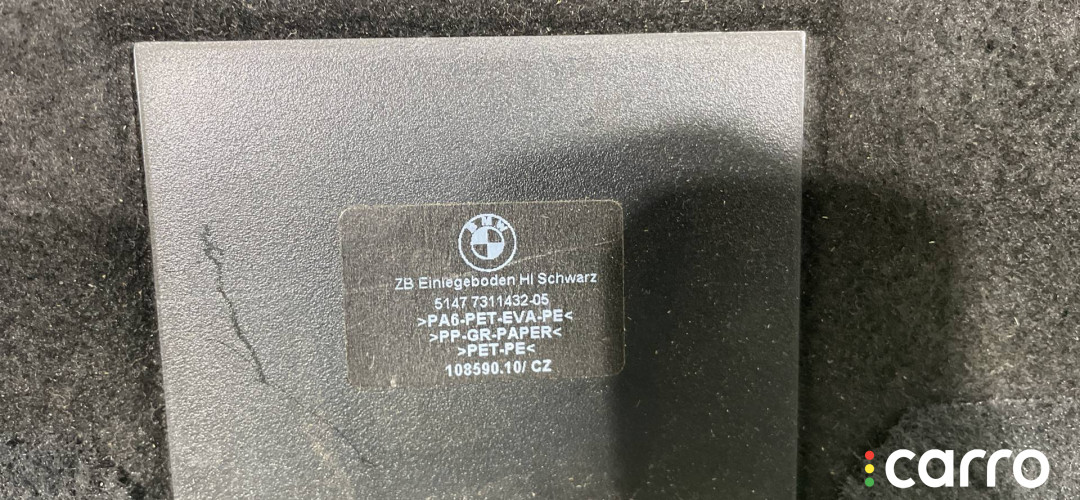 BMW
ZB Einlegeboden HI Schwarz
5147 7311432-05
>PA6-PET-EVA-PE<
>PP-GR-PAPER<
>PET-PE<
108590.10/ CZ
carro